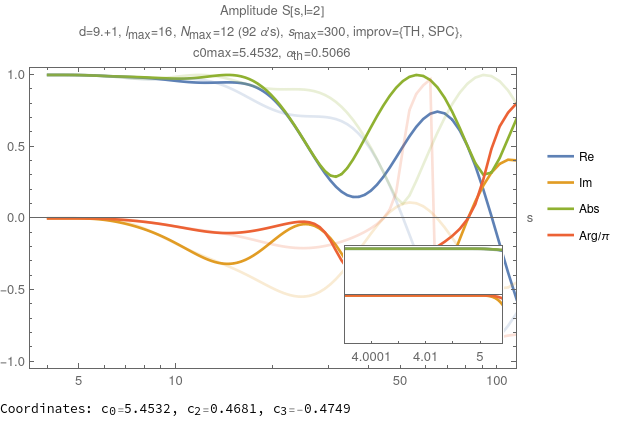 Amplitude S[s,l=2]
d=9.+1, lmax=16, Nmax=12 (92 α's), smax=300, improv={TH, SPC},
c0max=5.4532, αth=0.5066
1.0
0.5
0.0
-0.5
-1.0
s
Re
Im
Abs
Arg/π
4.0001 4.01 5
5 10 50 100
Coordinates: c0=5.4532, c2=0.4681, c3=-0.4749